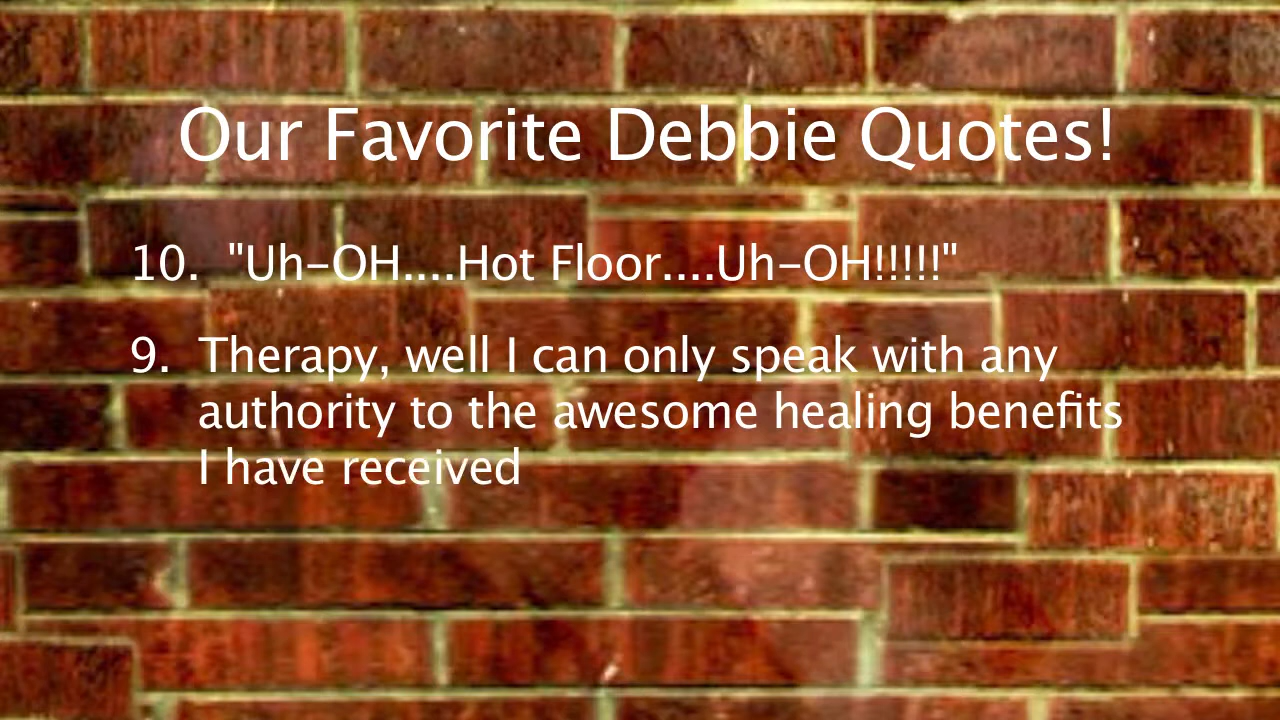 Our Favorite Debbie Quotes!
10. "Uh-OH....Hot Floor....Uh-OH!!!!!"
9. Therapy, well I can only speak with any
authority to the awesome healing benefits
I have received